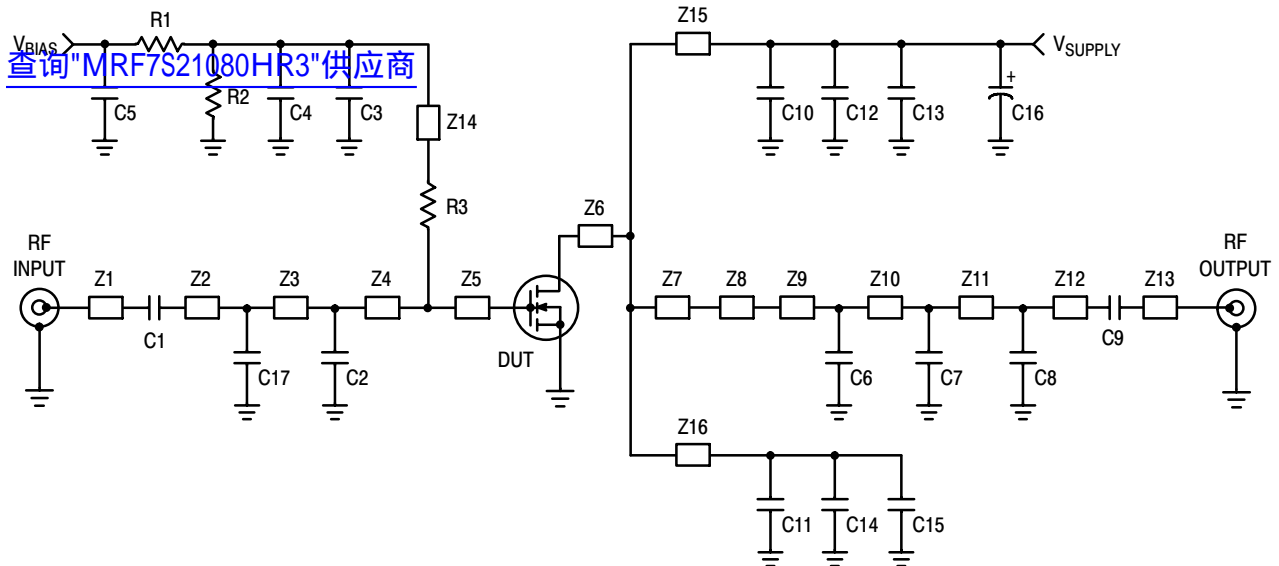 R1
Z15
V_BIAS
V_SUPPLY
查询"MRF7S21080HR3"供应商
+
R2
C5
C4
C3
C10
C12
C13
C16
Z14
R3
Z6
RF
INPUT
RF
OUTPUT
Z1
Z2
Z3
Z4
Z5
Z7
Z8
Z9
Z10
Z11
Z12
Z13
C1
C9
DUT
C17
C2
C6
C7
C8
Z16
C11
C14
C15